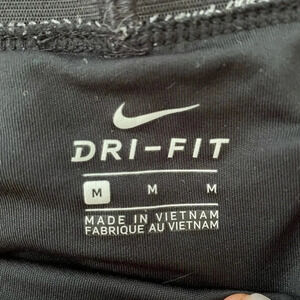 DRI-FIT
M M M
MADE IN VIETNAM
FABRIQUE AU VIETNAM